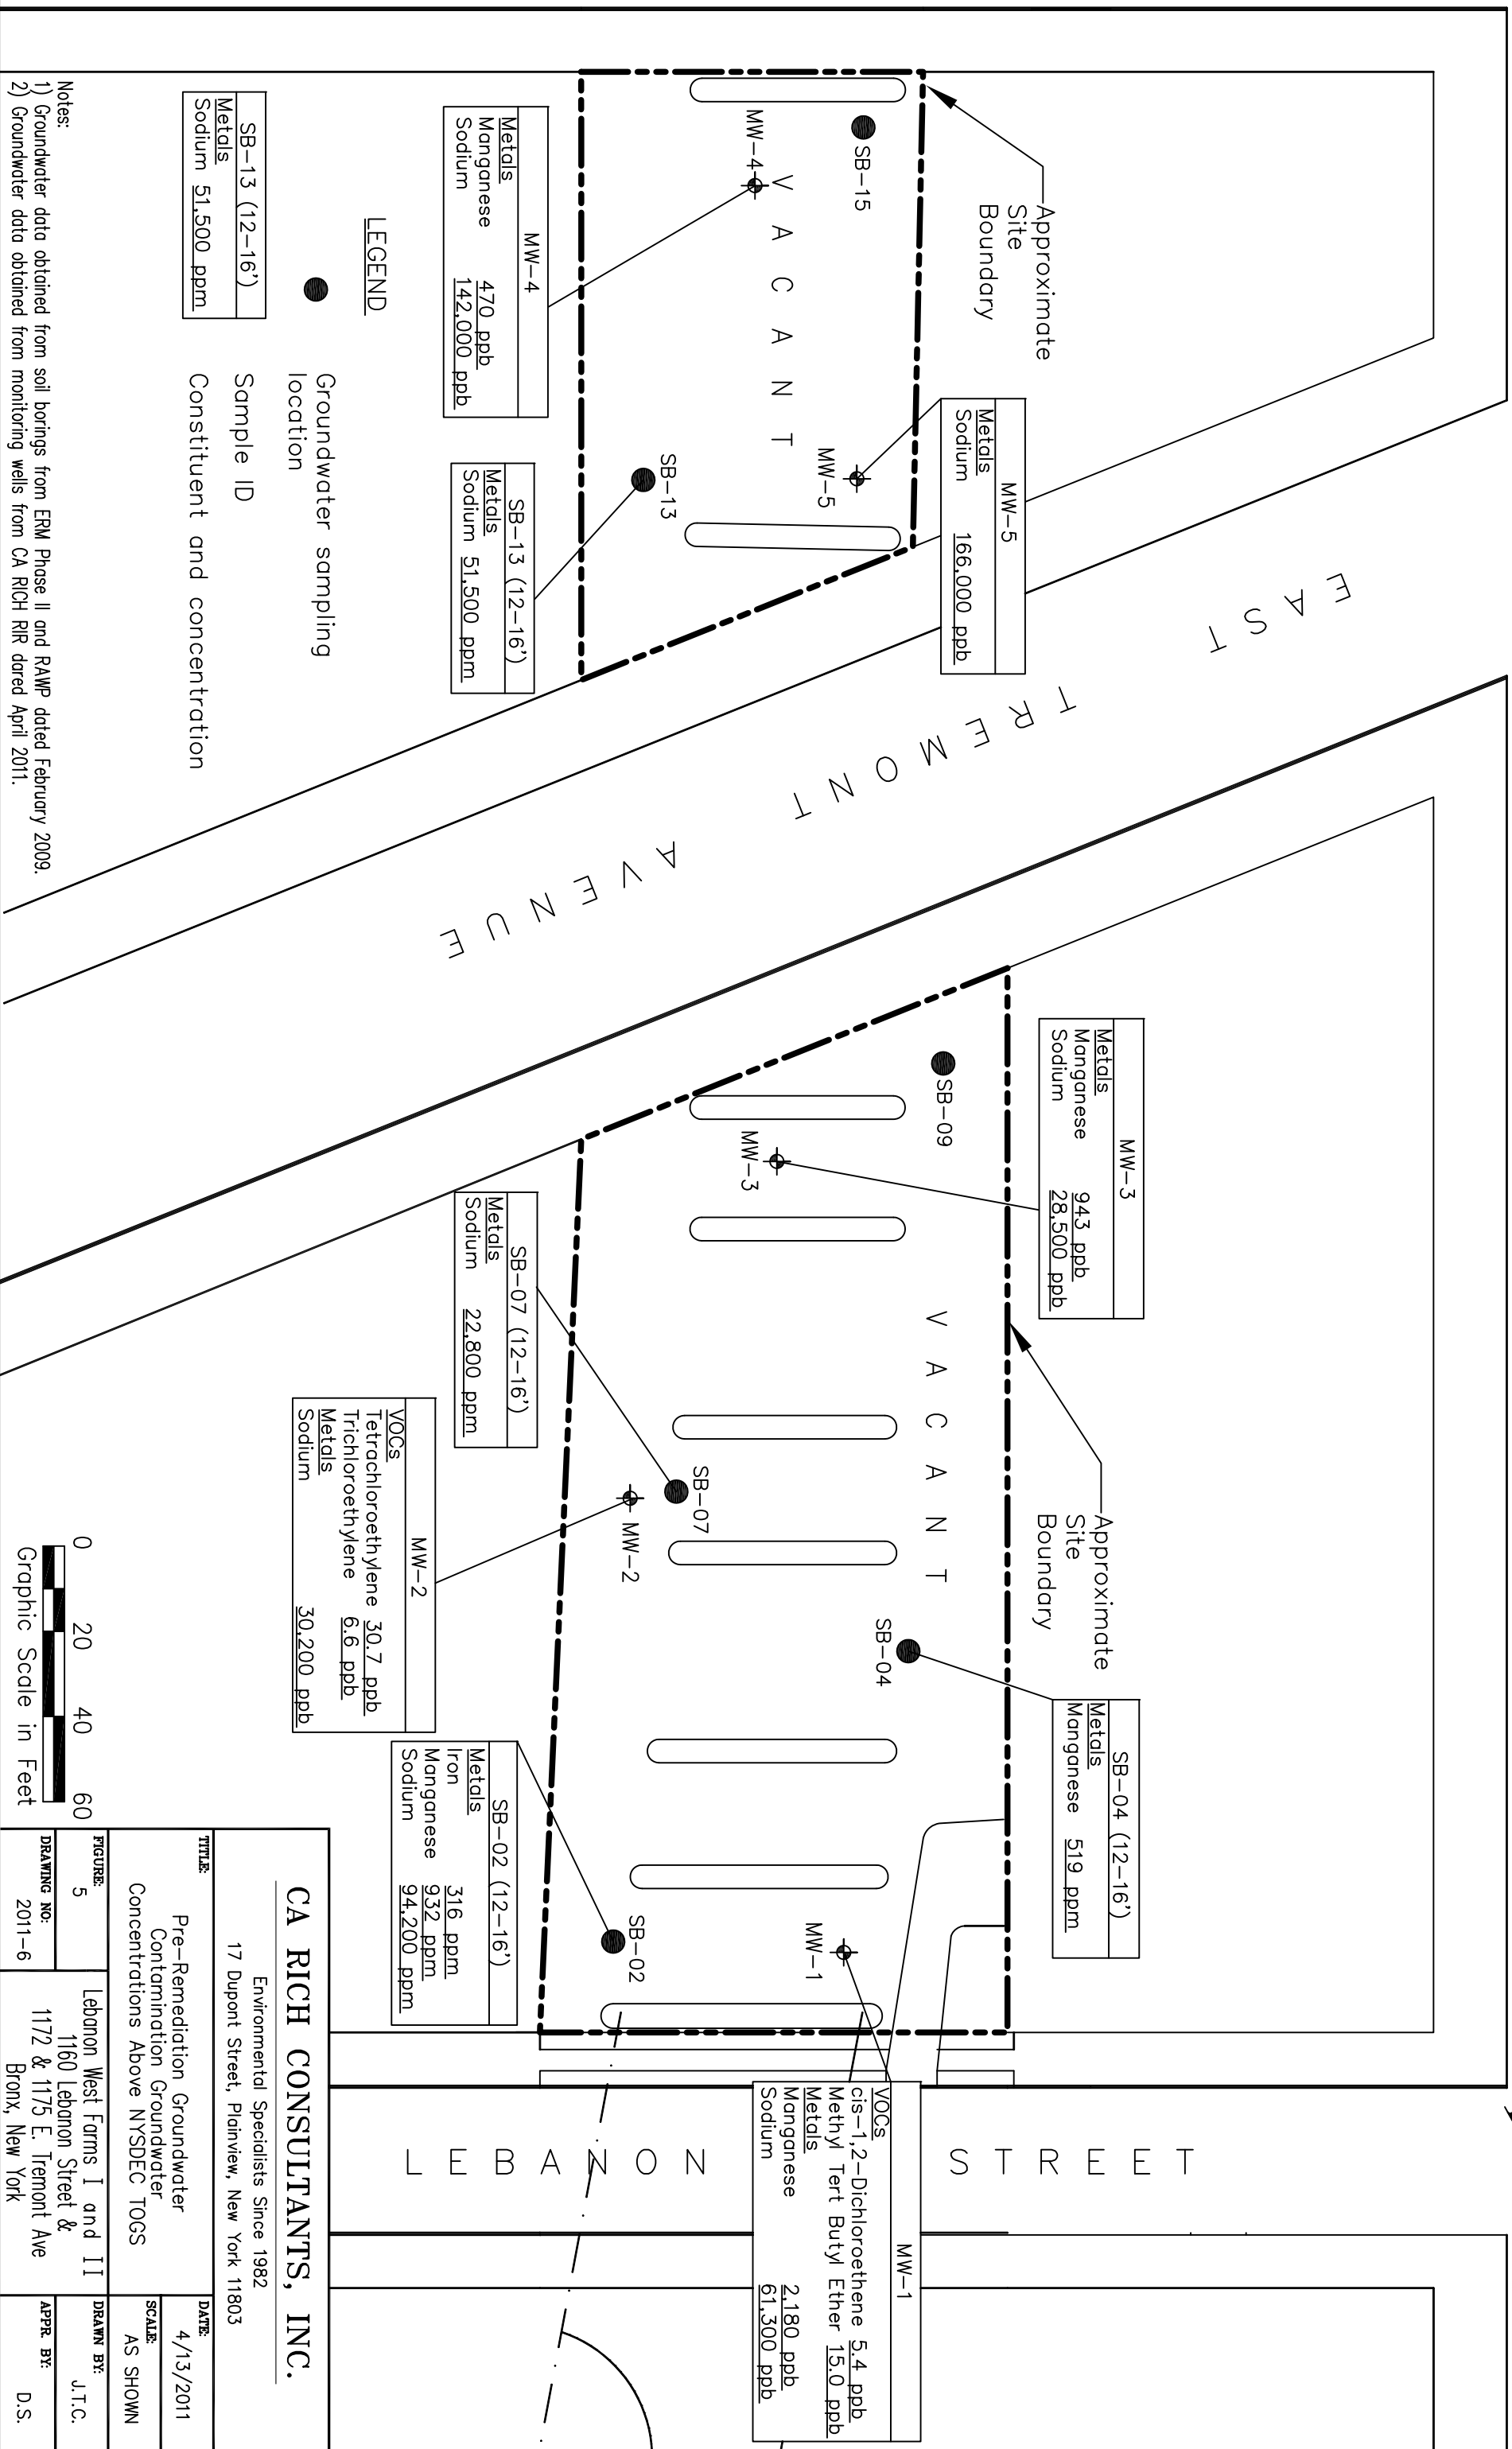 Approximate
Site
Boundary
SB-15
MW-4
VACANT
MW-5
SB-13
MW-5
Metals
Sodium 166,000 ppb
MW-4
Metals
Manganese 470 ppb
Sodium 142,000 ppb
SB-13 (12-16')
Metals
Sodium 51,500 ppm
LEGEND
Groundwater sampling
location
Sample ID
SB-13 (12-16')
Metals
Sodium 51,500 ppm
Constituent and concentration
Notes:
1) Groundwater data obtained from soil borings from ERM Phase II and RAWP dated February 2009.
2) Groundwater data obtained from monitoring wells from CA RICH RIR dared April 2011.
EAST TREMONT AVENUE
MW-3
Metals
Manganese 943 ppb
Sodium 28,500 ppb
SB-09
MW-3
VACANT
Approximate
Site
Boundary
SB-07
MW-2
SB-04
SB-04 (12-16')
Metals
Manganese 519 ppm
SB-07 (12-16')
Metals
Sodium 22,800 ppm
MW-2
VOCs
Tetrachloroethylene 30.7 ppb
Trichloroethylene 6.6 ppb
Metals
Sodium 30,200 ppb
SB-02
MW-1
SB-02 (12-16')
Metals
Iron 316 ppm
Manganese 932 ppm
Sodium 94,200 ppm
MW-1
VOCs
cis-1,2-Dichloroethene 5.4 ppb
Methyl Tert Butyl Ether 15.0 ppb
Metals
Manganese 2,180 ppb
Sodium 61,300 ppb
LEBANON STREET
0 20 40 60
Graphic Scale in Feet
CA RICH CONSULTANTS, INC.
Environmental Specialists Since 1982
17 Dupont Street, Plainview, New York 11803
TITLE:
Pre-Remediation Groundwater
Contamination Groundwater
Concentrations Above NYSDEC TOGS
DATE:
4/13/2011
SCALE:
AS SHOWN
FIGURE:
5
DRAWING NO:
2011-6
Lebanon West Farms I and II
1160 Lebanon Street &
1172 & 1175 E. Tremont Ave
Bronx, New York
DRAWN BY:
J.T.C.
APPR. BY:
D.S.